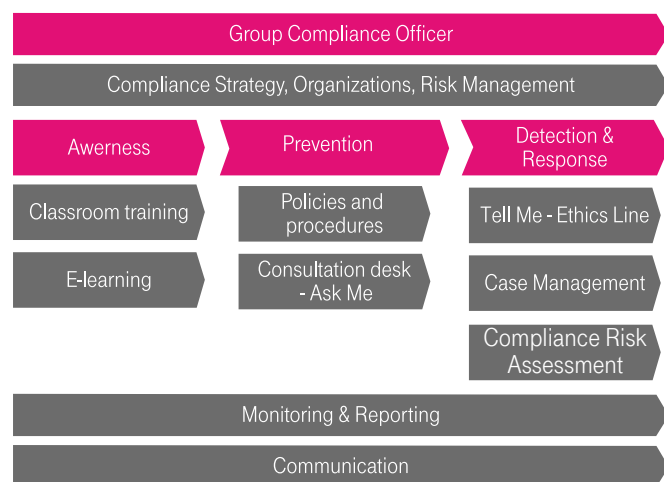 Group Compliance Officer
Compliance Strategy, Organizations, Risk Management
Awerness
Prevention
Detection &
Response
Classroom training
Policies and
procedures
Tell Me - Ethics Line
E-learning
Consultation desk
- Ask Me
Case Management
Compliance Risk
Assessment
Monitoring & Reporting
Communication